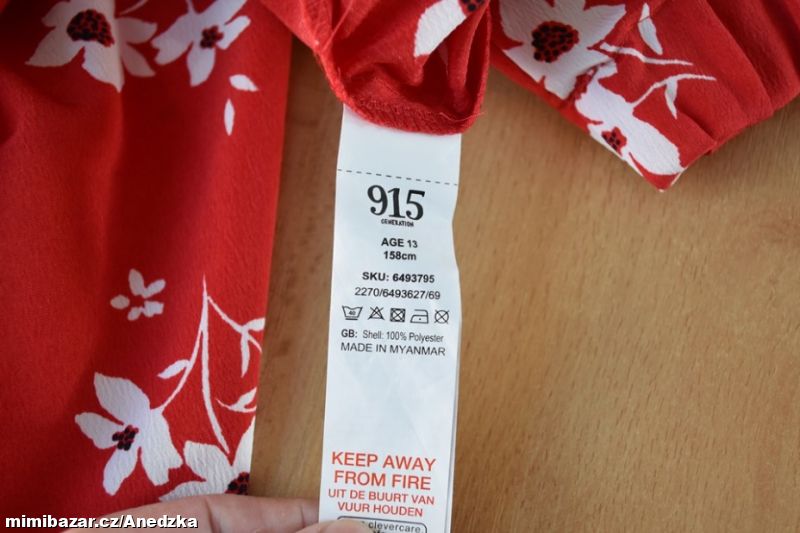 915
GENERATION
AGE 13
158cm
SKU: 6493795
2270/6493627/69
40
GB: Shell: 100% Polyester
MADE IN MYANMAR
KEEP AWAY
FROM FIRE
UIT DE BUURT VAN
VUUR HOUDEN
clevercare
mimibazar.cz/Anedzka